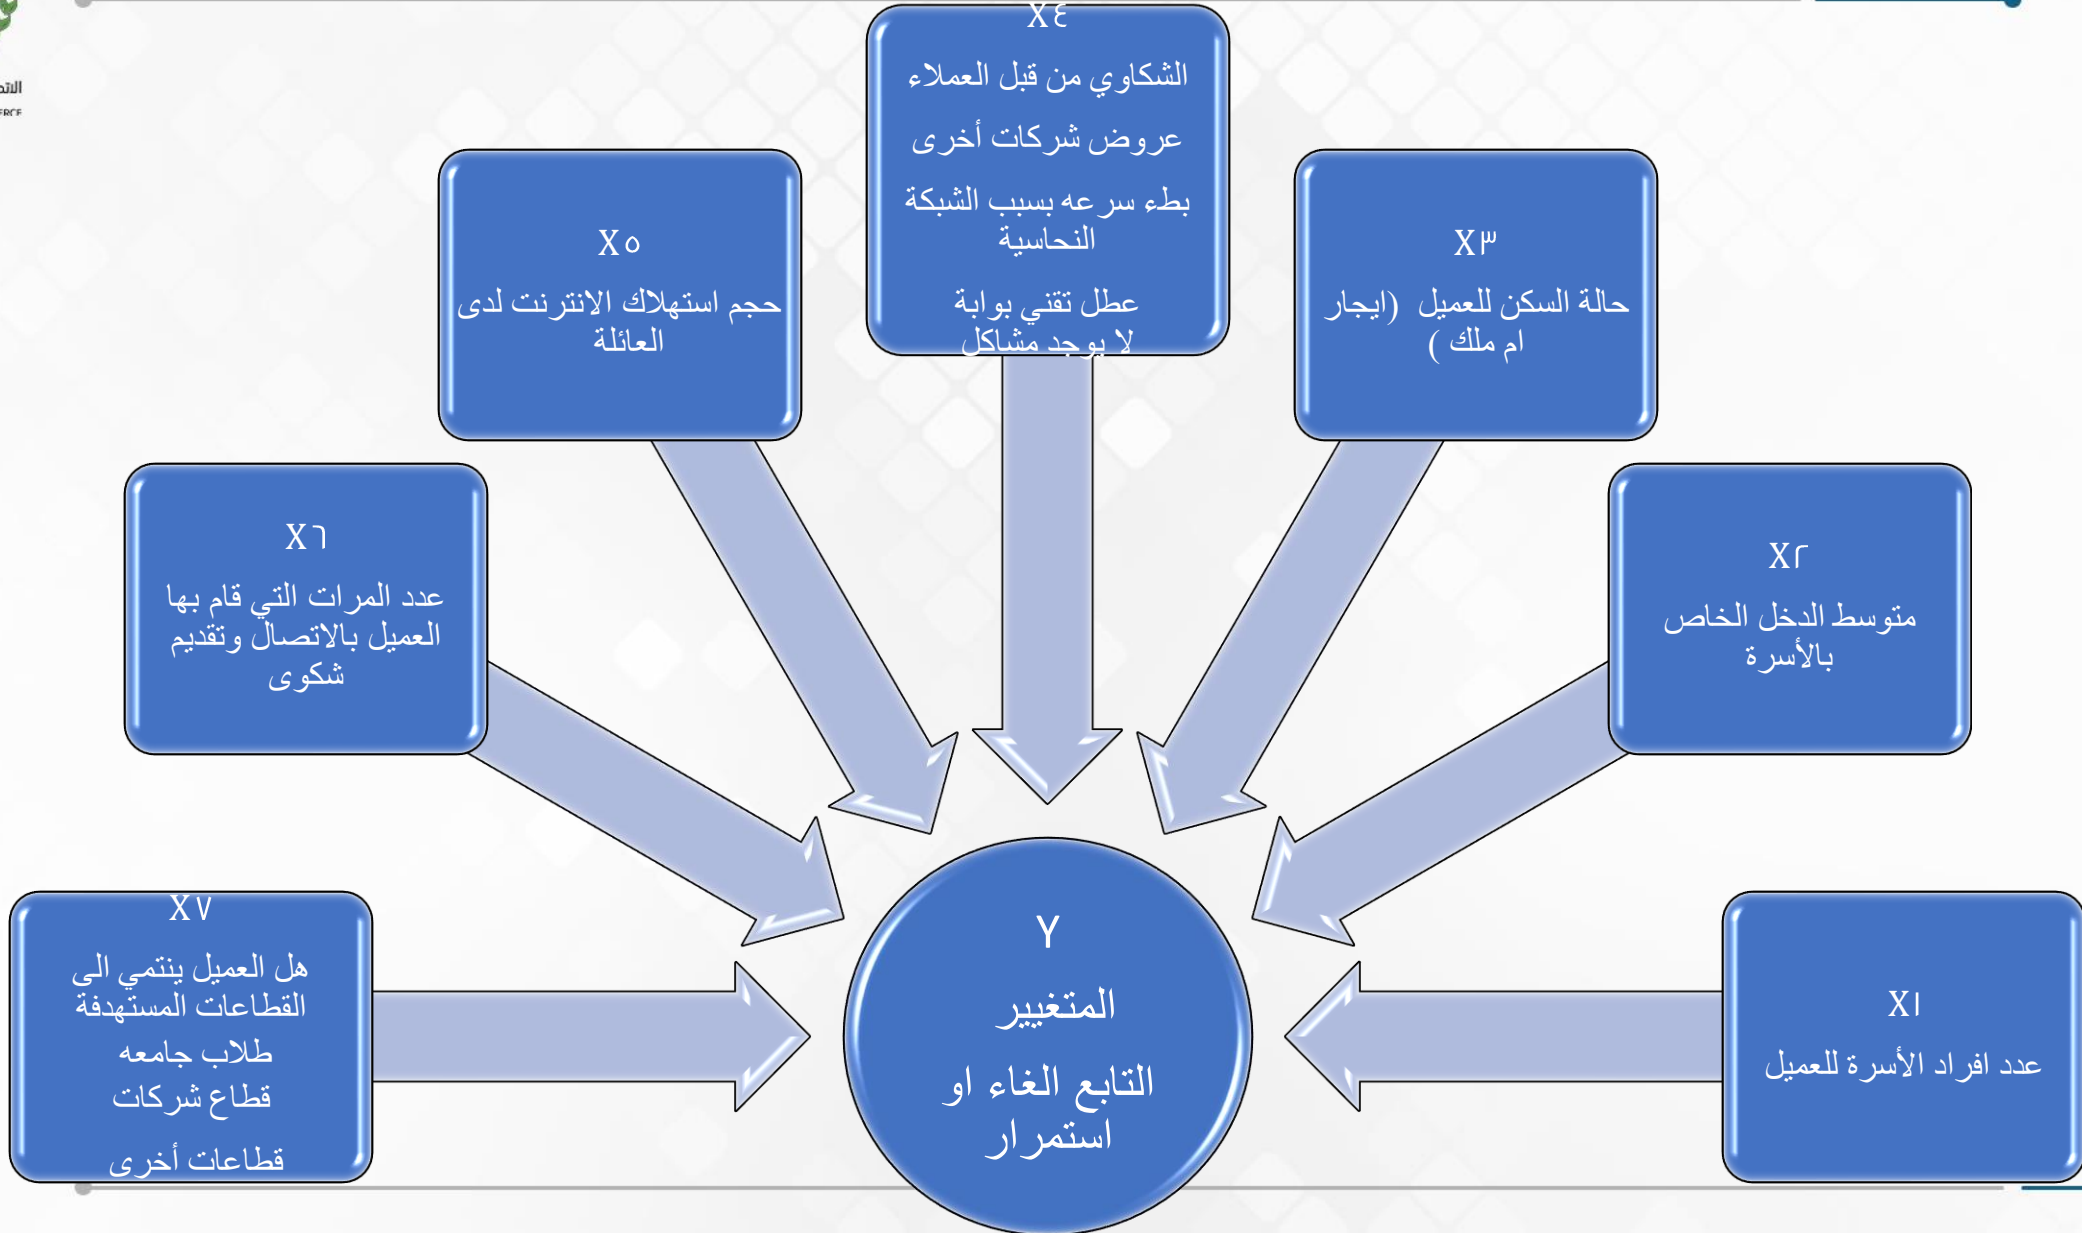 X٤
الشكاوي من قبل العملاء
عروض شركات أخرى
بطء سرعه بسبب الشبكة
النحاسية
عطل تقني بوابة
لا يوجد مشاكل
X٣
حالة السكن للعميل (ايجار
ام ملك )
X٥
حجم استهلاك الانترنت لدى
العائلة
X٢
متوسط الدخل الخاص
بالأسرة
X٦
عدد المرات التي قام بها
العميل بالاتصال وتقديم
شكوى
X١
عدد افراد الأسرة للعميل
X٧
هل العميل ينتمي الى
القطاعات المستهدفة
طلاب جامعه
قطاع شركات
قطاعات أخرى
Y
المتغيير
التابع الغاء او
استمرار